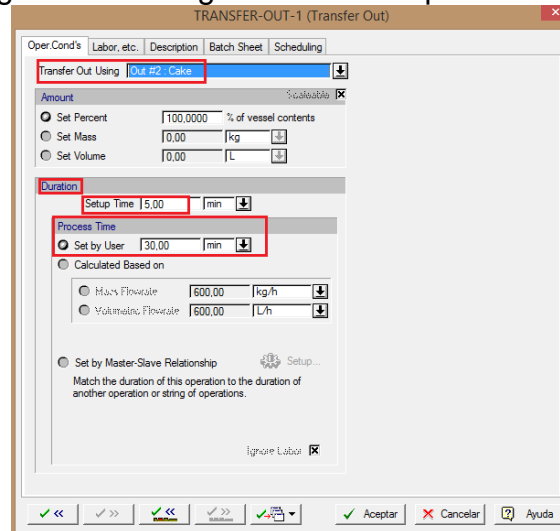 TRANSFER-OUT-1 (Transfer Out)
Oper.Cond's Labor, etc. Description Batch Sheet Scheduling
Transfer Out Using Out #2 : Cake
Amount Scaleable
Set Percent 100,0000 % of vessel contents
Set Mass 0,00 kg
Set Volume 0,00 L
Duration
Setup Time 5,00 min
Process Time
Set by User 30,00 min
Calculated Based on
Mass Flowrate 600,00 kg/h
Volumetric Flowrate 600,00 L/h
Set by Master-Slave Relationship Setup...
Match the duration of this operation to the duration of
another operation or string of operations.
Ignore Labor
Aceptar Cancelar Ayuda